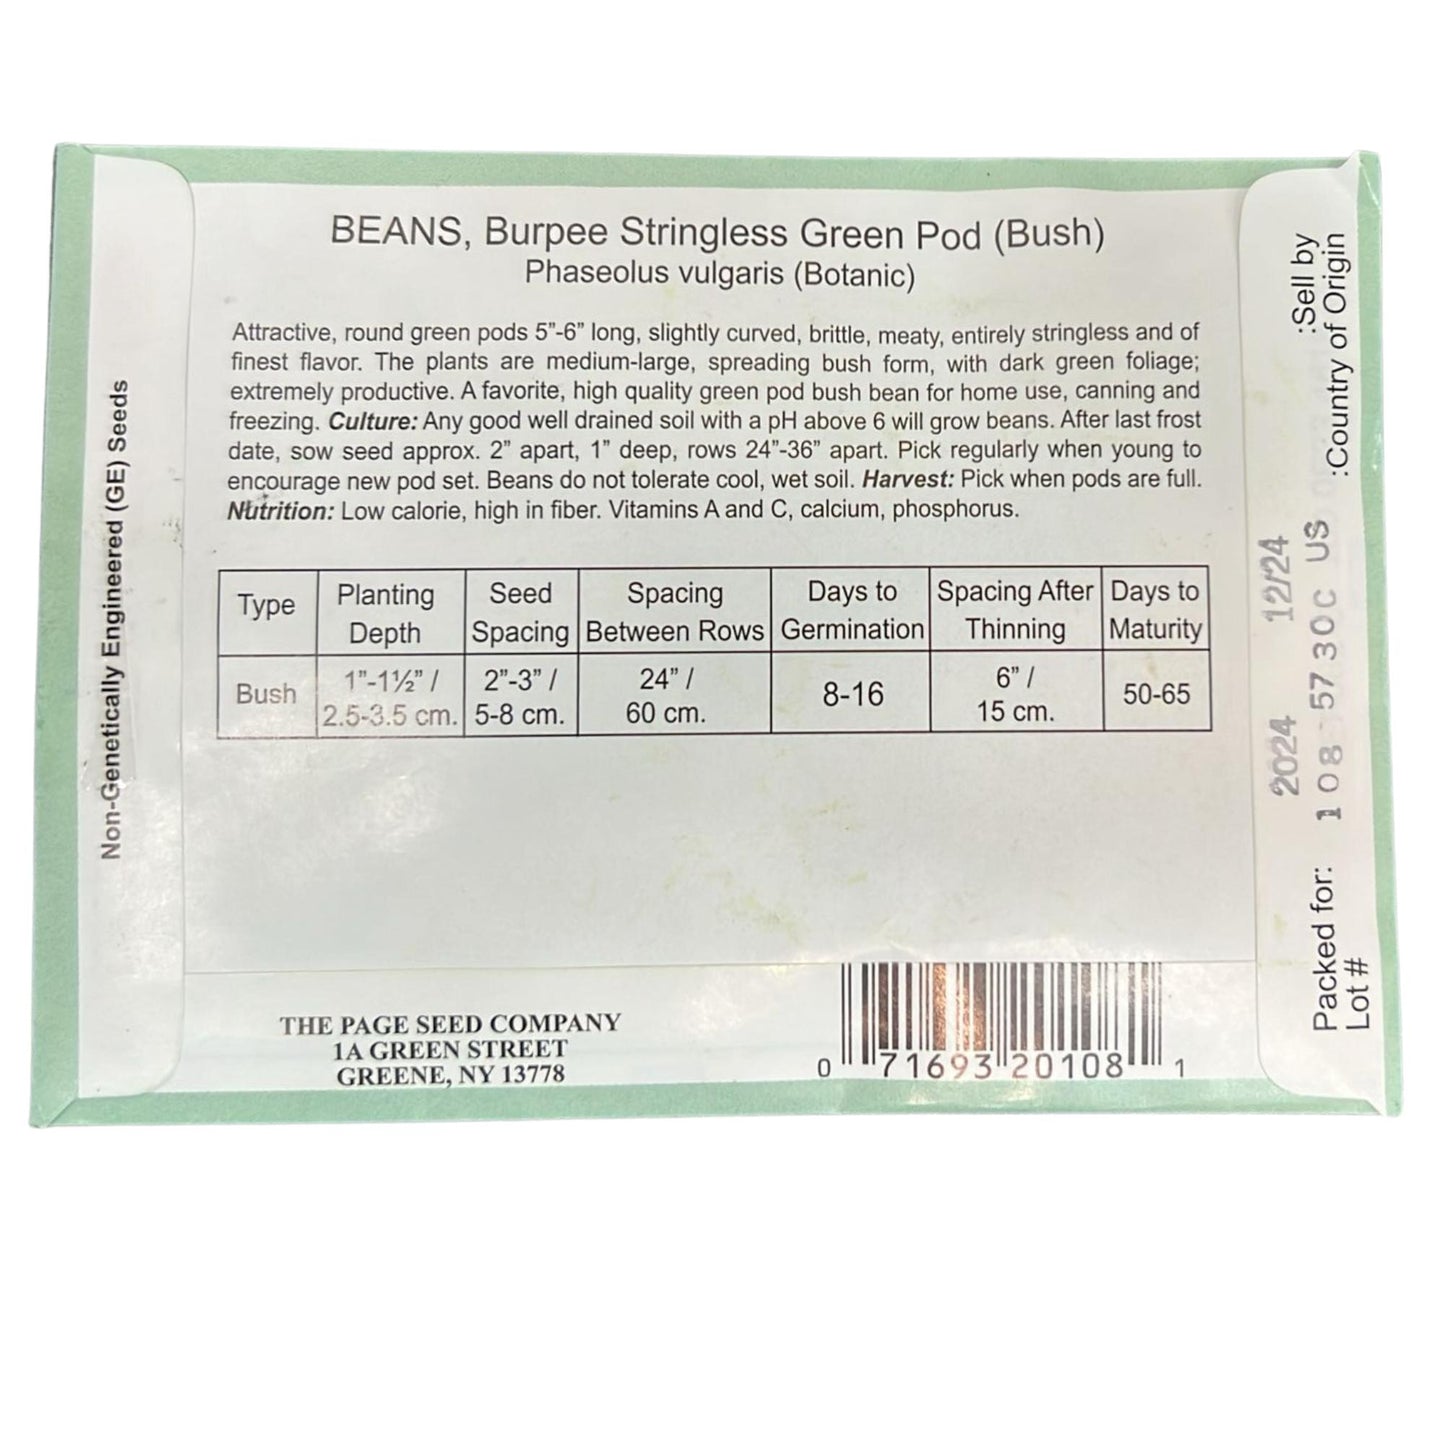 BEANS, Burpee Stringless Green Pod (Bush)
Phaseolus vulgaris (Botanic)
Attractive, round green pods 5”-6” long, slightly curved, brittle, meaty, entirely stringless and of
finest flavor. The plants are medium-large, spreading bush form, with dark green foliage;
extremely productive. A favorite, high quality green pod bush bean for home use, canning and
freezing. Culture: Any good well drained soil with a pH above 6 will grow beans. After last frost
date, sow seed approx. 2” apart, 1” deep, rows 24”-36” apart. Pick regularly when young to
encourage new pod set. Beans do not tolerate cool, wet soil. Harvest: Pick when pods are full.
Nutrition: Low calorie, high in fiber. Vitamins A and C, calcium, phosphorus.
Type
Planting
Depth
Seed
Spacing
Spacing
Between Rows
Days to
Germination
Spacing After
Thinning
Days to
Maturity
Bush
1”-1½” /
2.5-3.5 cm.
2”-3” /
5-8 cm.
24” /
60 cm.
8-16
6” /
15 cm.
50-65
THE PAGE SEED COMPANY
1A GREEN STREET
GREENE, NY 13778
0 71693 20108 1
Non-Genetically Engineered (GE) Seeds
2024 12/24
:Sell by
Packed for: 108 5730C US
:Country of Origin
Lot #